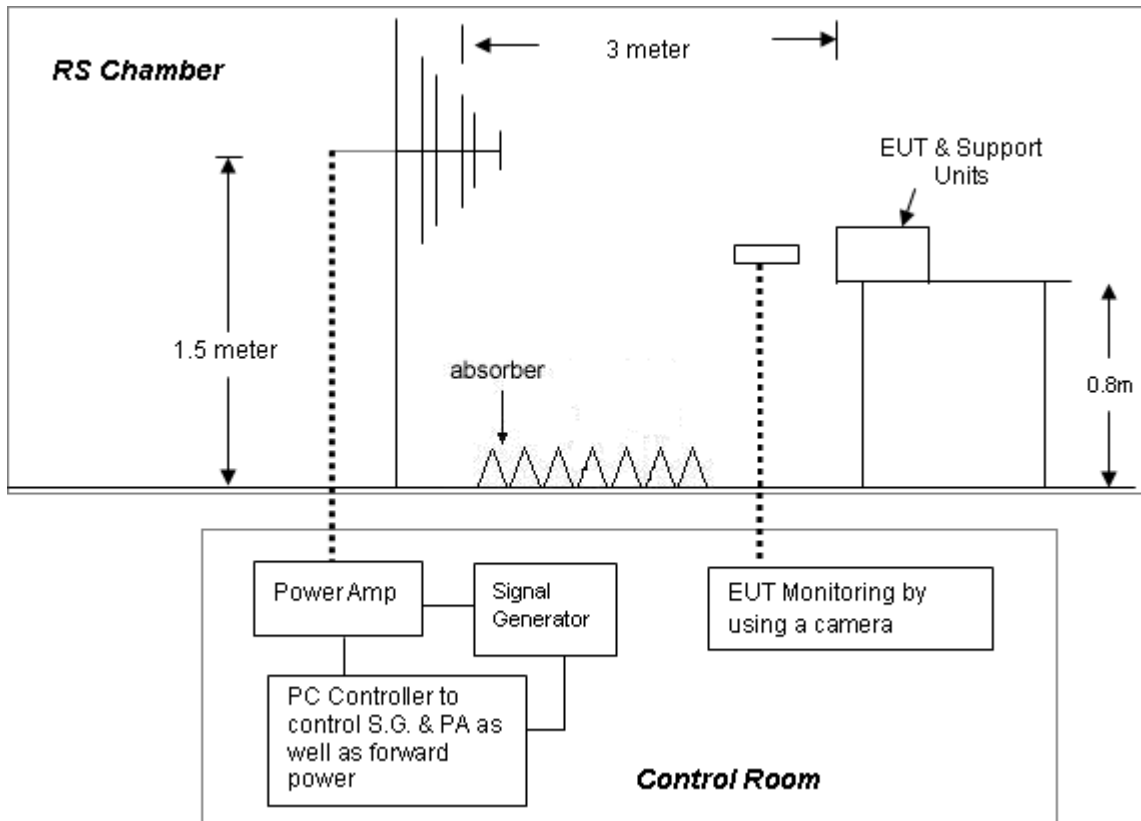 3 meter
RS Chamber
EUT & Support
Units
1.5 meter
absorber
0.8m
Power Amp
Signal
Generator
EUT Monitoring by
using a camera
PC Controller to
control S.G. & PA as
well as forward
power
Control Room